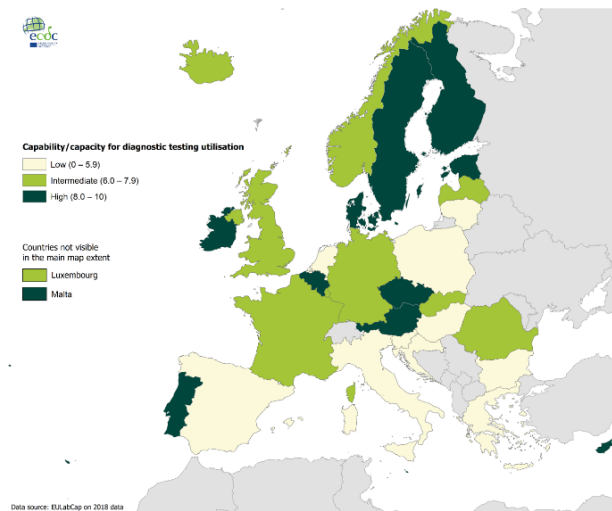 ecdc
Capability/capacity for diagnostic testing utilisation
Low (0 – 5.9)
Intermediate (6.0 – 7.9)
High (8.0 – 10)
Countries not visible
in the main map extent
Luxembourg
Malta
Data source: EULabCap on 2018 data